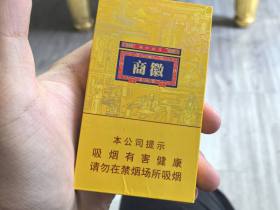 徽商
本公司提示
吸烟有害健康
请勿在禁烟场所吸烟